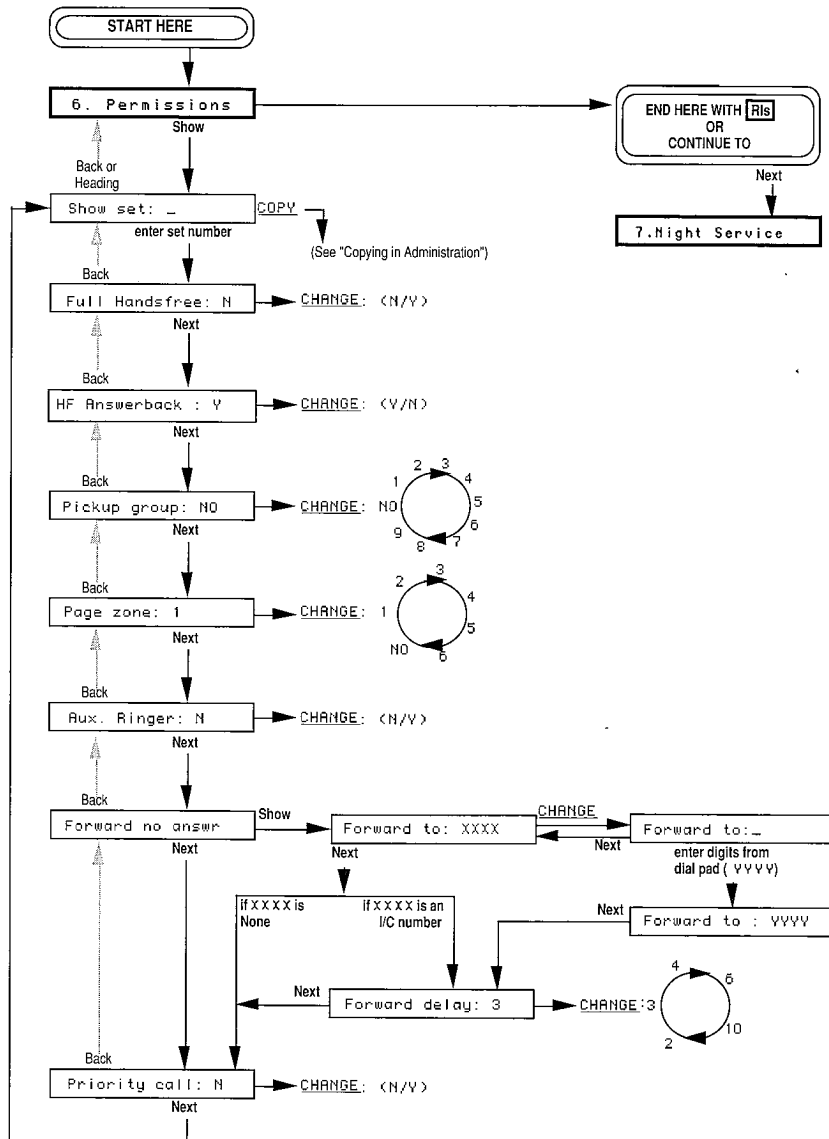 START HERE
6. Permissions
Show
END HERE WITH Rls
OR
CONTINUE TO
Next
7.Night Service
Back or
Heading
Show set: _
COPY
enter set number
(See "Copying in Administration")
Back
Full Handsfree: N
CHANGE: (N/Y)
Next
Back
HF Answerback : Y
CHANGE: (Y/N)
Next
Back
Pickup group: NO
CHANGE: NO
1
2
3
4
5
6
7
8
9
Next
Back
Page zone: 1
CHANGE: 1
2
3
4
5
6
NO
Next
Back
Aux. Ringer: N
CHANGE: (N/Y)
Next
Back
Forward no answr
Show
Forward to: XXXX
CHANGE
Next
Forward to:_
Next
Next
enter digits from
dial pad ( YYYY)
if XXXX is
None
if XXXX is an
I/C number
Next
Forward to : YYYY
Next
Forward delay: 3
CHANGE:3
4
6
10
2
Back
Priority call: N
CHANGE: (N/Y)
Next